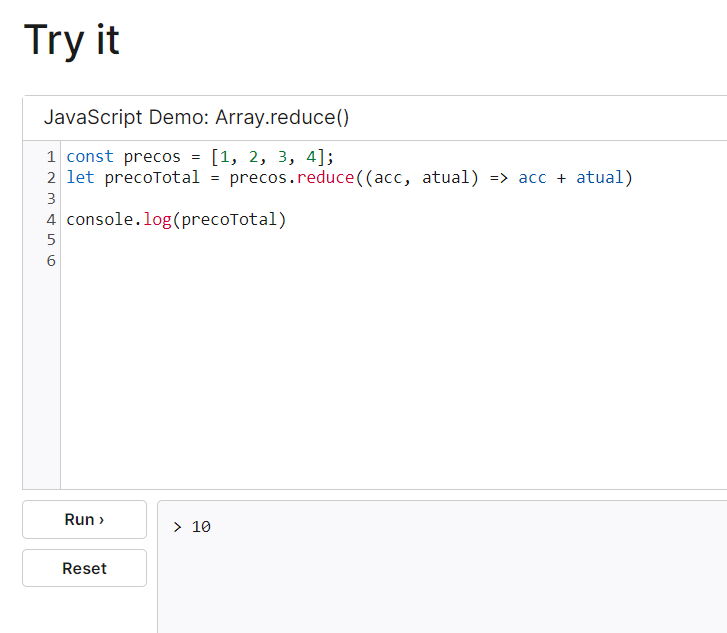 Try it
JavaScript Demo: Array.reduce()
1 const precos = [1, 2, 3, 4];
2 let precoTotal = precos.reduce((acc, atual) => acc + atual)
3
4 console.log(precoTotal)
5
6
Run ›
> 10
Reset